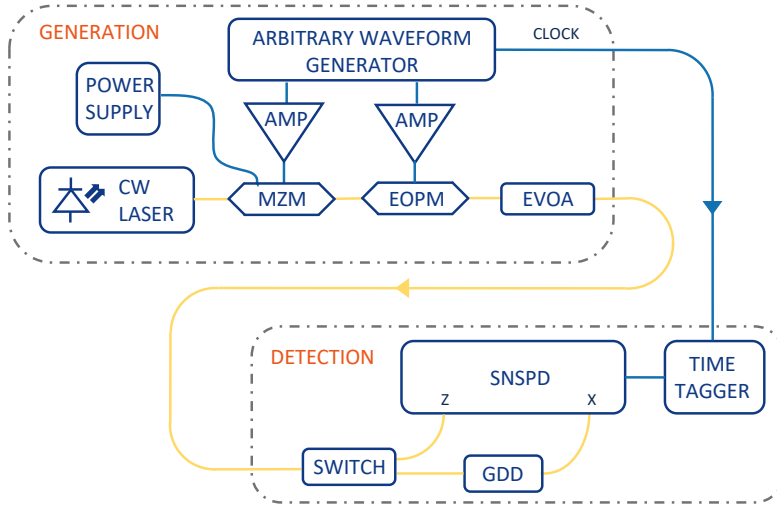 GENERATION
ARBITRARY WAVEFORM
GENERATOR
CLOCK
POWER
SUPPLY
AMP
AMP
CW
LASER
MZM
EOPM
EVOA
DETECTION
SNSPD
Z
X
TIME
TAGGER
SWITCH
GDD